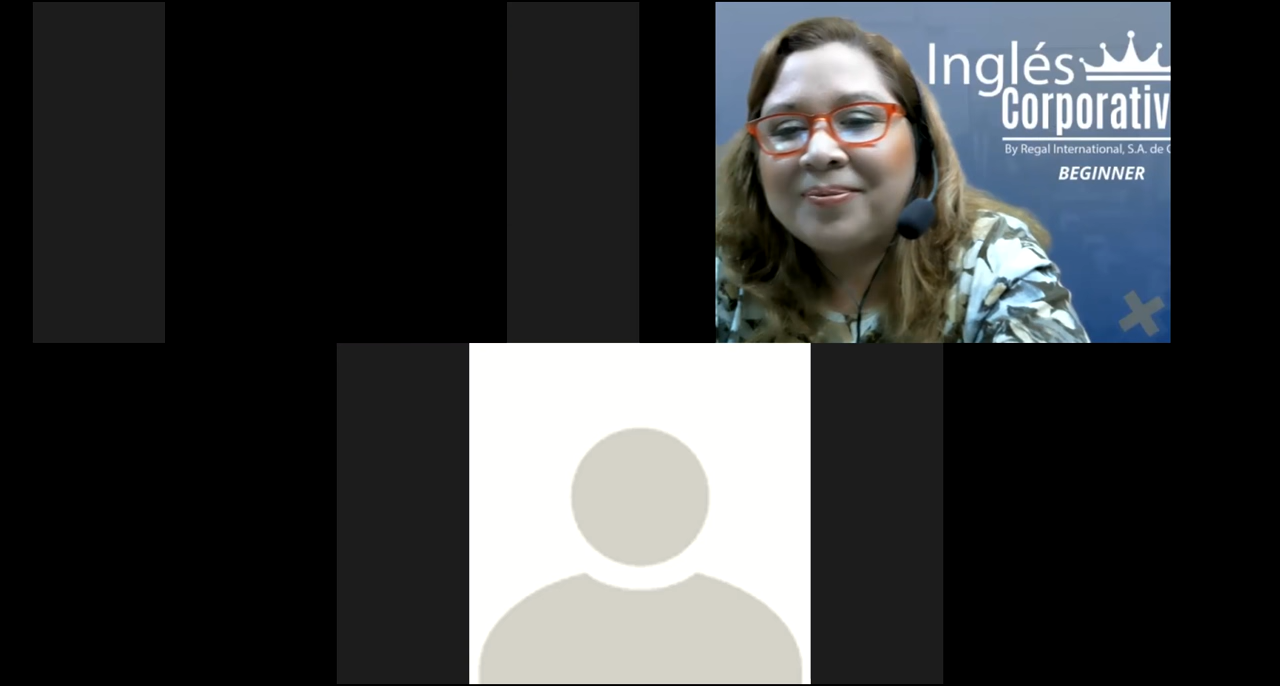 Inglés
Corporativ
By Regal International, S.A. de C
BEGINNER